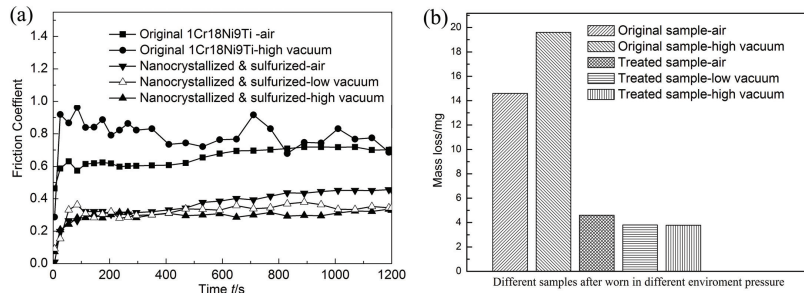 (a)
Original 1Cr18Ni9Ti -air
Original 1Cr18Ni9Ti-high vacuum
Nanocrystallized & sulfurized-air
Nanocrystallized & sulfurized-low vacuum
Nanocrystallized & sulfurized-high vacuum
Friction Coeffient
1.4
1.2
1.0
0.8
0.6
0.4
0.2
0.0
0 200 400 600 800 1000 1200
Time t/s
(b)
Original sample-air
Original sample-high vacuum
Treated sample-air
Treated sample-low vacuum
Treated sample-high vacuum
Mass loss/mg
20
18
16
14
12
10
8
6
4
2
0
Different samples after worn in different enviroment pressure